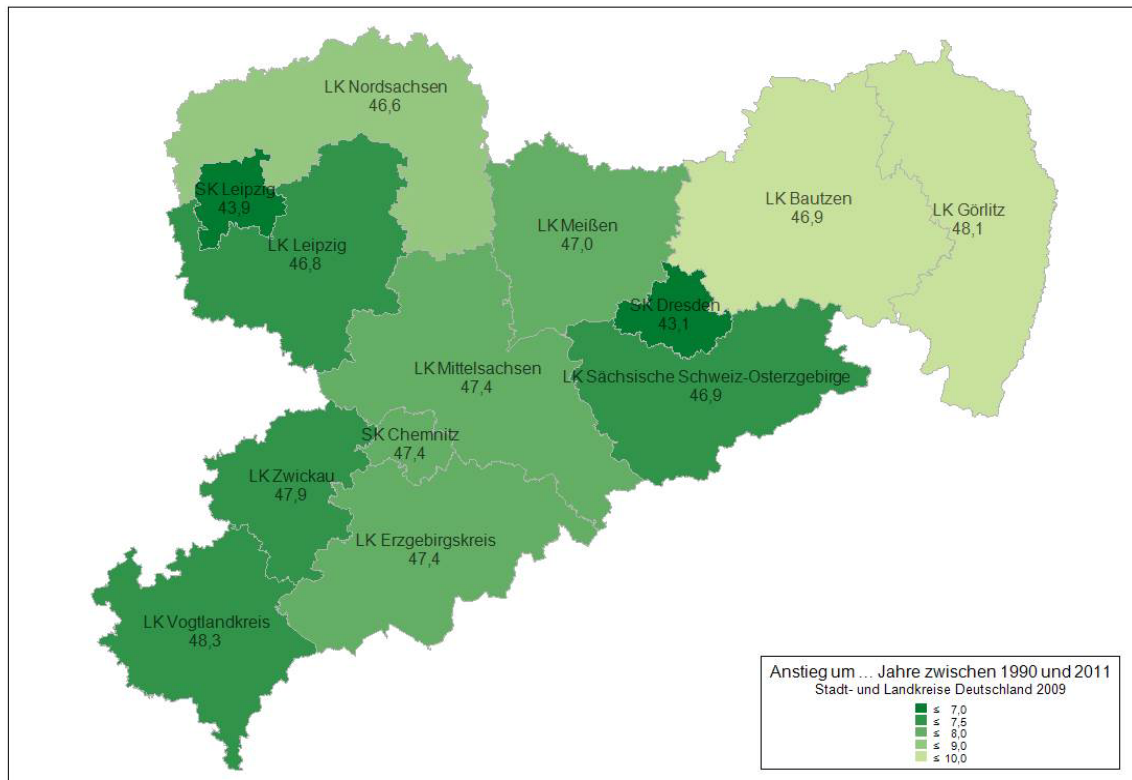 LK Nordsachsen
46,6
SK Leipzig
43,9
LK Leipzig
46,8
LK Meißen
47,0
LK Bautzen
46,9
LK Görlitz
48,1
SK Dresden
43,1
LK Mittelsachsen
47,4
LK Sächsische Schweiz-Osterzgebirge
46,9
SK Chemnitz
47,4
LK Zwickau
47,9
LK Erzgebirgskreis
47,4
LK Vogtlandkreis
48,3
Anstieg um ... Jahre zwischen 1990 und 2011
Stadt- und Landkreise Deutschland 2009
≤ 7,0
≤ 7,5
≤ 8,0
≤ 9,0
≤ 10,0